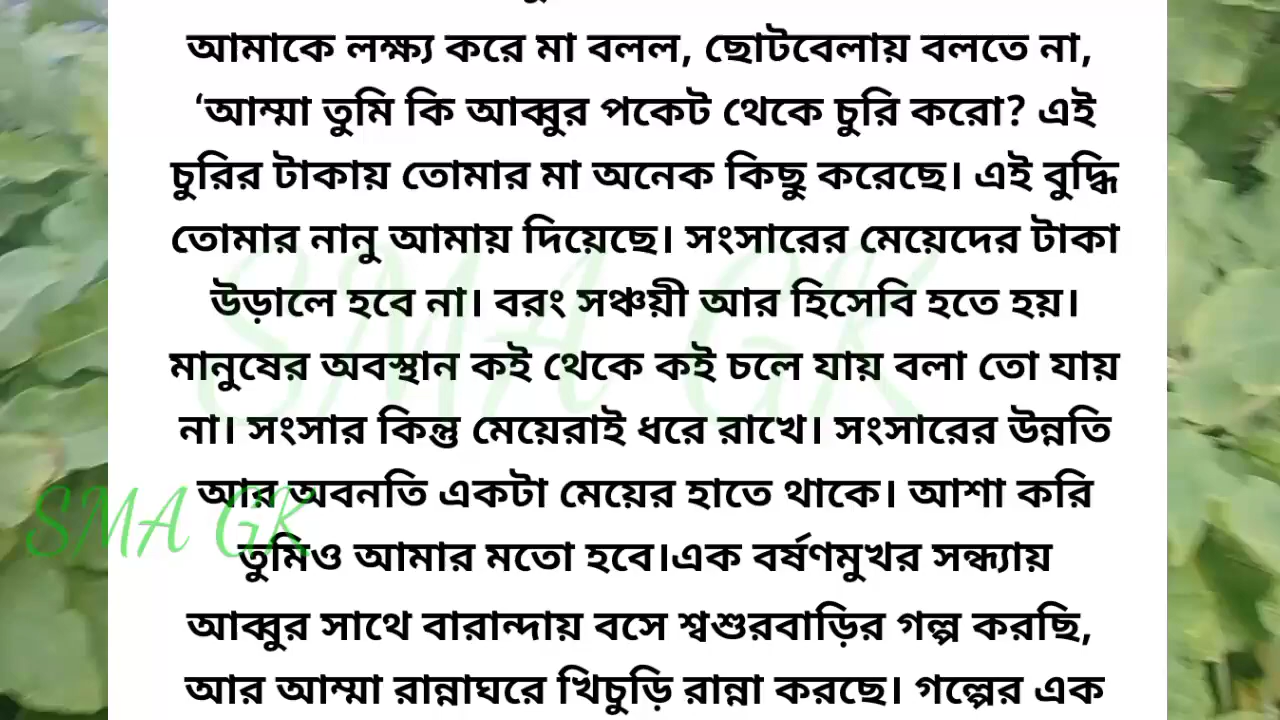 আমাকে লক্ষ্য করে মা বলল, ছোটবেলায় বলতে না,
‘আম্মা তুমি কি আব্বুর পকেট থেকে চুরি করো? এই
চুরির টাকায় তোমার মা অনেক কিছু করেছে। এই বুদ্ধি
তোমার নানু আমায় দিয়েছে। সংসারের মেয়েদের টাকা
উড়ালে হবে না। বরং সঞ্চয়ী আর হিসেবি হতে হয়।
মানুষের অবস্থান কই থেকে কই চলে যায় বলা তো যায়
না। সংসার কিন্তু মেয়েরাই ধরে রাখে। সংসারের উন্নতি
আর অবনতি একটা মেয়ের হাতে থাকে। আশা করি
তুমিও আমার মতো হবে।এক বর্ষণমুখর সন্ধ্যায়
আব্বুর সাথে বারান্দায় বসে শ্বশুরবাড়ির গল্প করছি,
আর আম্মা রান্নাঘরে খিচুড়ি রান্না করছে। গল্পের এক
SMA GK
SMA GK